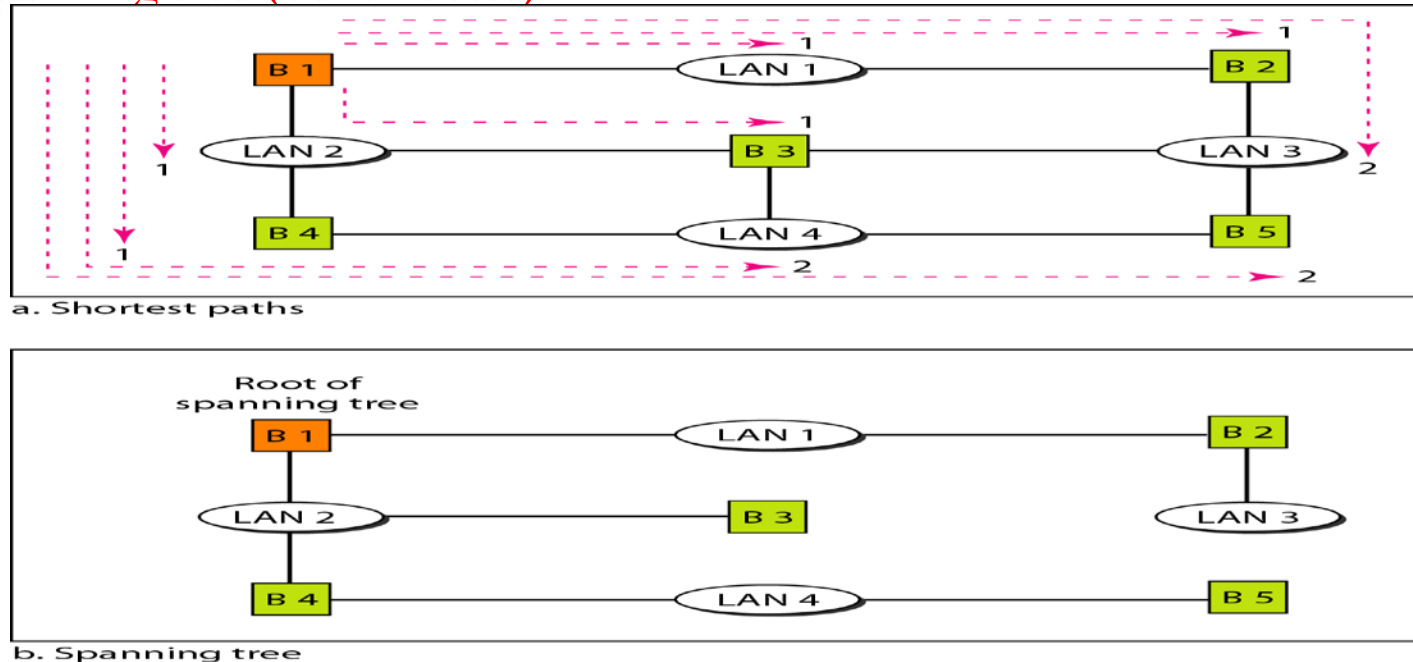 1
1
B 1
LAN 1
B 2
1
LAN 2
B 3
LAN 3
1
2
B 4
LAN 4
B 5
1
2
2
a. Shortest paths
Root of
spanning tree
B 1
LAN 1
B 2
LAN 2
B 3
LAN 3
B 4
LAN 4
B 5
b. Spanning tree